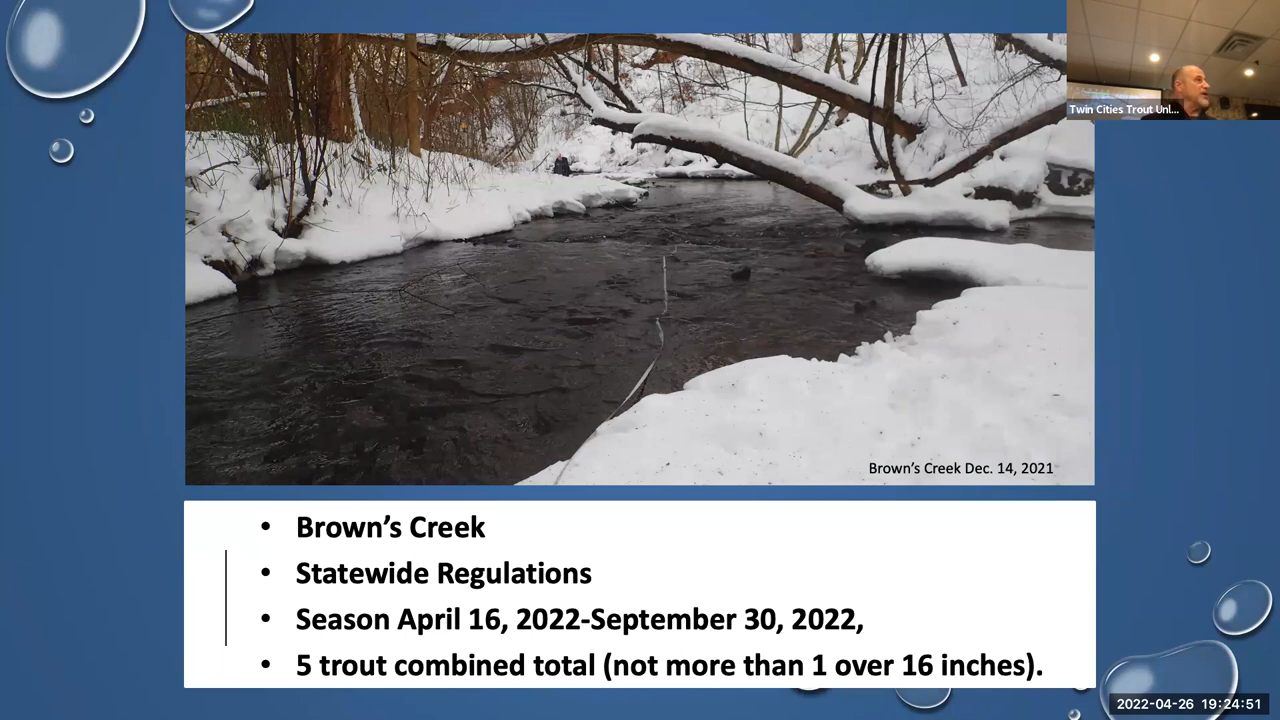 Twin Cities Trout Unl...
Brown's Creek Dec. 14, 2021
• Brown's Creek
• Statewide Regulations
• Season April 16, 2022-September 30, 2022,
• 5 trout combined total (not more than 1 over 16 inches).
2022-04-26 19:24:51